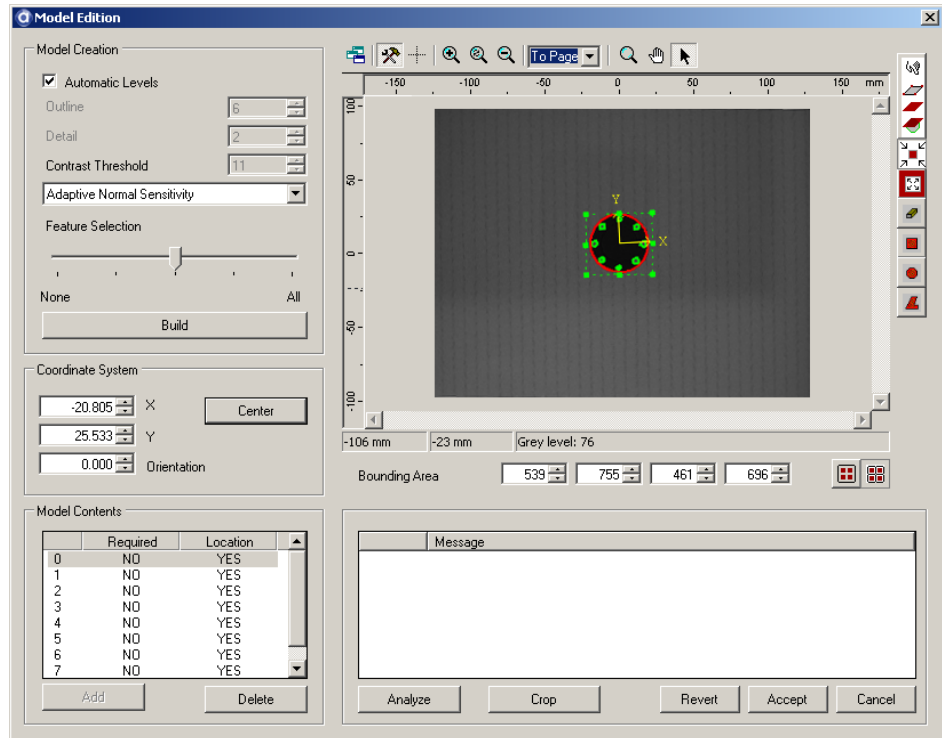 Model Edition
Model Creation
Automatic Levels
Outline 6
Detail 2
Contrast Threshold 11
Adaptive Normal Sensitivity
Feature Selection
None All
Build
Coordinate System
-20.805 X Center
25.533 Y
0.000 Orientation
Model Contents
Required Location
0 NO YES
1 NO YES
2 NO YES
3 NO YES
4 NO YES
5 NO YES
6 NO YES
7 NO YES
Add Delete
To Page
-150 -100 -50 0 50 100 150 mm
100
50
0
-50
-100
Y
X
-106 mm -23 mm Grey level: 76
Bounding Area 539 755 461 696
Message
Analyze Crop Revert Accept Cancel